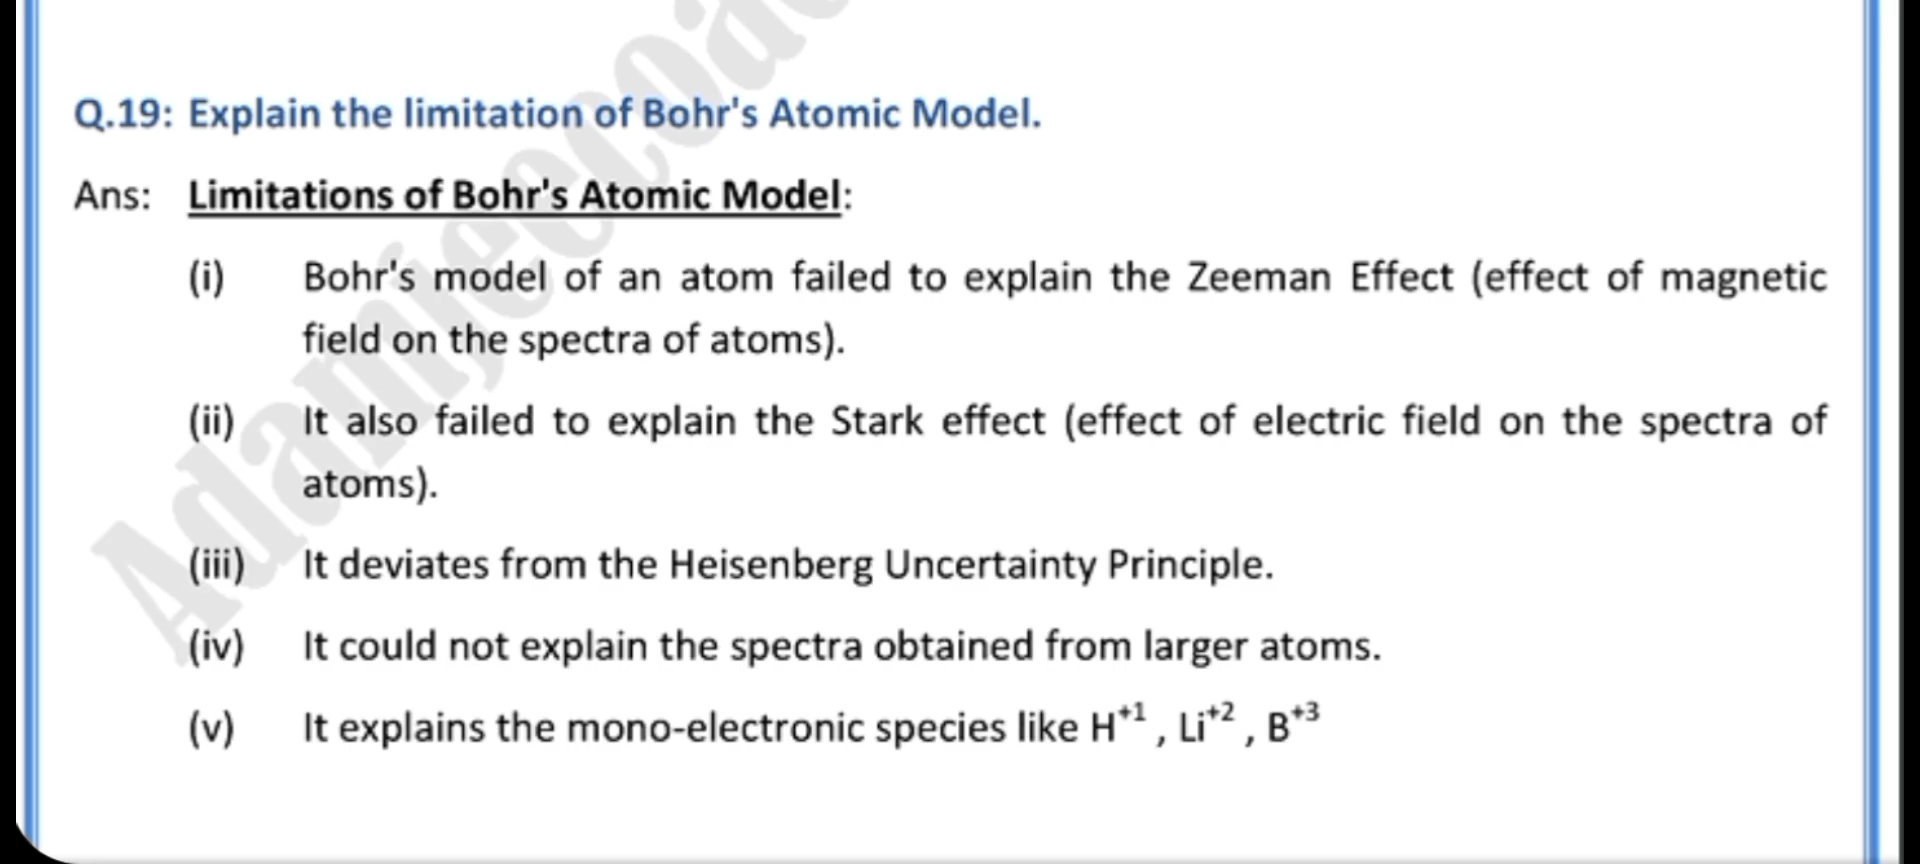 Q.19: Explain the limitation of Bohr's Atomic Model.
Ans: Limitations of Bohr's Atomic Model:
(i) Bohr's model of an atom failed to explain the Zeeman Effect (effect of magnetic
field on the spectra of atoms).
(ii) It also failed to explain the Stark effect (effect of electric field on the spectra of
atoms).
(iii) It deviates from the Heisenberg Uncertainty Principle.
(iv) It could not explain the spectra obtained from larger atoms.
(v) It explains the mono-electronic species like H⁺¹ , Li⁺² , B⁺³
Adamjeecoa